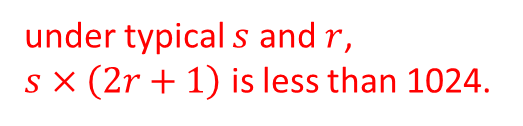 under typical s and r,
s × (2r + 1) is less than 1024.